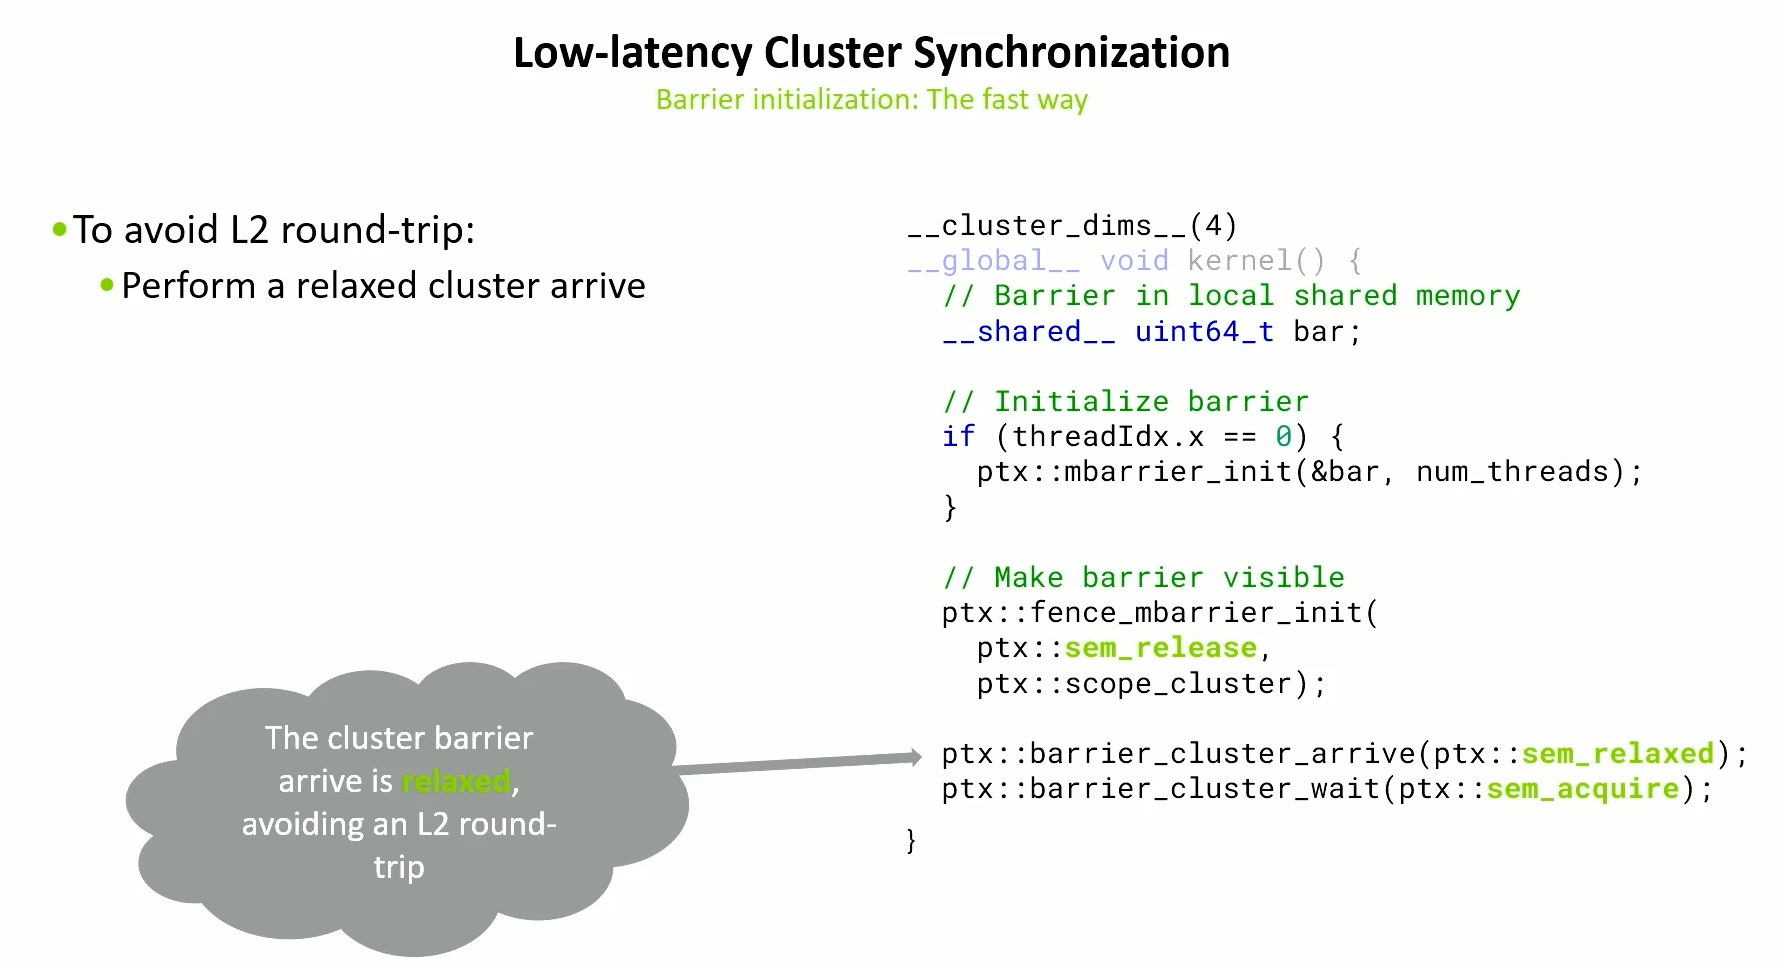 Low-latency Cluster Synchronization
Barrier initialization: The fast way
•To avoid L2 round-trip:
•Perform a relaxed cluster arrive
__cluster_dims__(4)
__global__ void kernel() {
// Barrier in local shared memory
__shared__ uint64_t bar;
// Initialize barrier
if (threadIdx.x == 0) {
ptx::mbarrier_init(&bar, num_threads);
}
// Make barrier visible
ptx::fence_mbarrier_init(
ptx::sem_release,
ptx::scope_cluster);
ptx::barrier_cluster_arrive(ptx::sem_relaxed);
ptx::barrier_cluster_wait(ptx::sem_acquire);
}
The cluster barrier
arrive is relaxed,
avoiding an L2 round-
trip